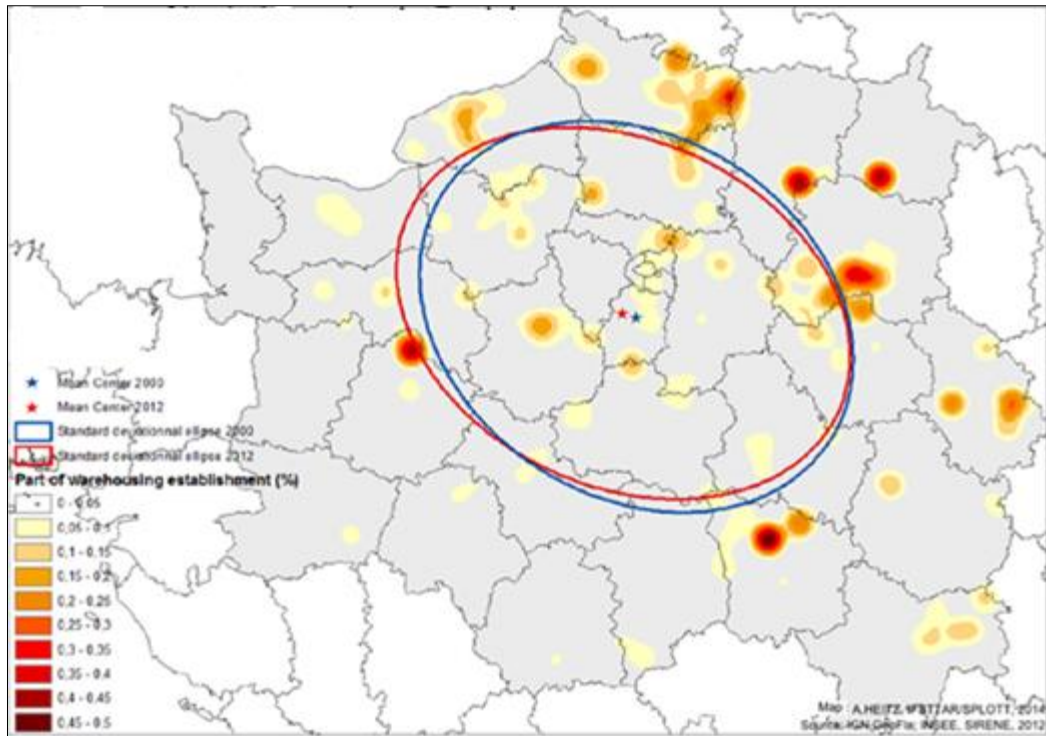 Mean Center 2000
Mean Center 2012
Standard deviationnal ellipse 2000
Standard deviationnal ellipse 2012
Part of warehousing establishment (%)
0 - 0,05
0,05 - 0,1
0,1 - 0,15
0,15 - 0,2
0,2 - 0,25
0,25 - 0,3
0,3 - 0,35
0,35 - 0,4
0,4 - 0,45
0,45 - 0,5
Map : A.HEITZ, IFSTTAR/SPLOTT, 2014
Source: IGN GeoFla; INSEE, SIRENE, 2012